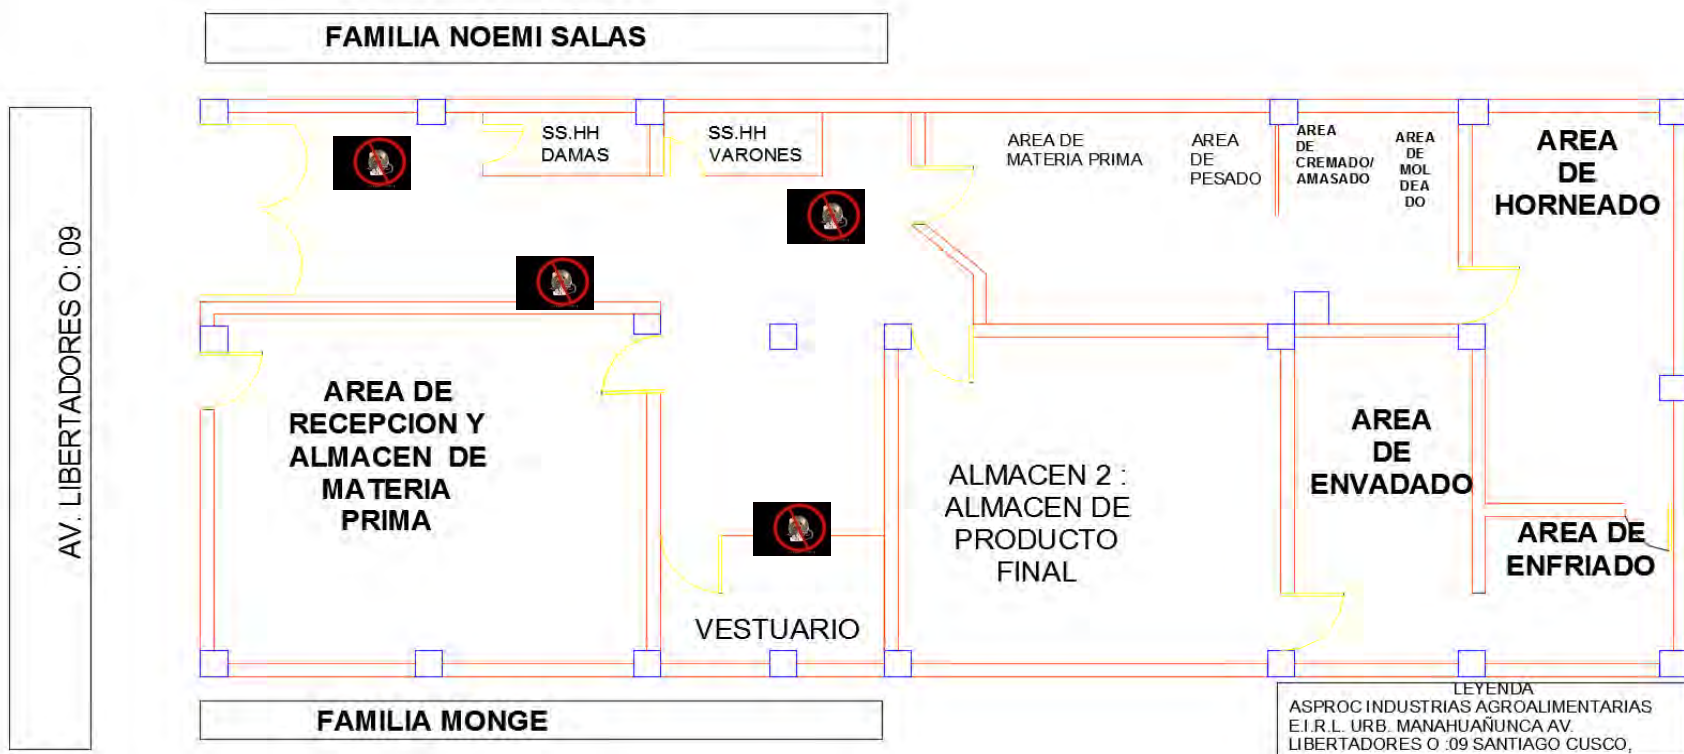 FAMILIA NOEMI SALAS
AV. LIBERTADORES O: 09
SS.HH
DAMAS
SS.HH
VARONES
AREA DE
MATERIA PRIMA
AREA
DE
PESADO
AREA
DE
CREMADO/
AMASADO
AREA
DE
MOL
DEA
DO
AREA
DE
HORNEADO
AREA DE
RECEPCION Y
ALMACEN DE
MATERIA
PRIMA
ALMACEN 2 :
ALMACEN DE
PRODUCTO
FINAL
AREA
DE
ENVADADO
AREA DE
ENFRIADO
VESTUARIO
FAMILIA MONGE
LEYENDA
ASPROC INDUSTRIAS AGROALIMENTARIAS
E.I.R.L. URB. MANAHUAÑUNCA AV.
LIBERTADORES O :09 SANTIAGO CUSCO,